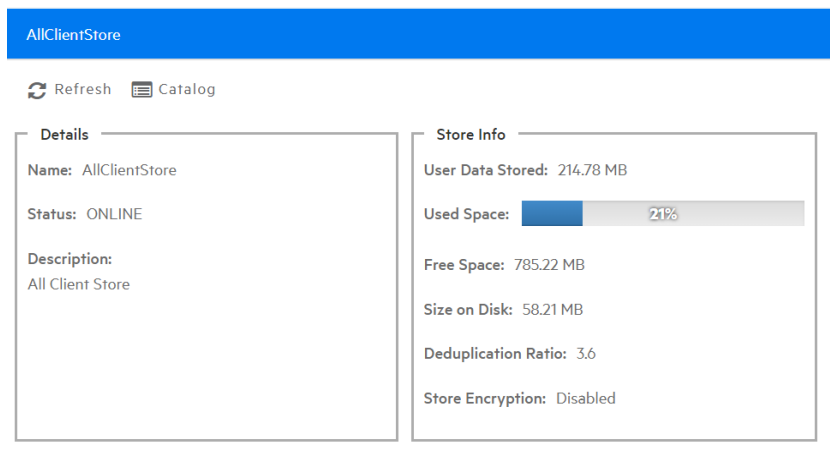 AllClientStore
Refresh Catalog
Details
Name: AllClientStore
Status: ONLINE
Description:
All Client Store
Store Info
User Data Stored: 214.78 MB
Used Space: 21%
Free Space: 785.22 MB
Size on Disk: 58.21 MB
Deduplication Ratio: 3.6
Store Encryption: Disabled